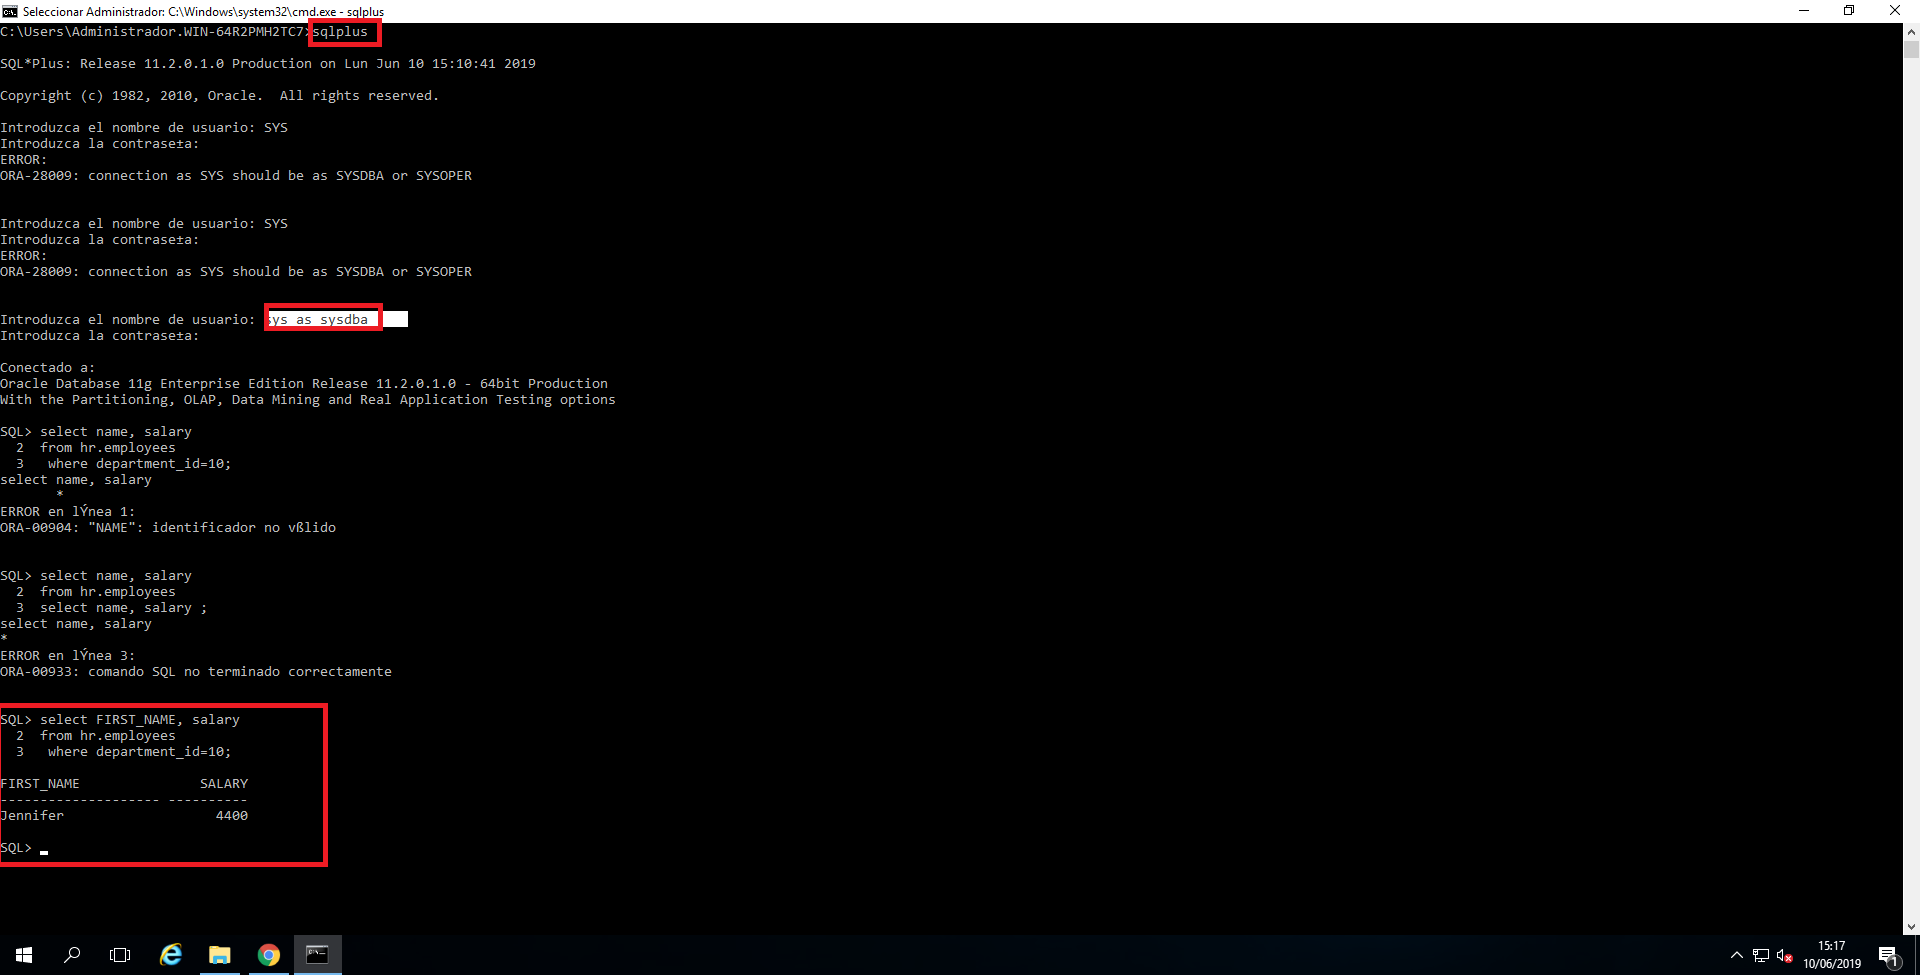 Seleccionar Administrador: C:\Windows\system32\cmd.exe - sqlplus
C:\Users\Administrador.WIN-64R2PMH2TC7>sqlplus
SQL*Plus: Release 11.2.0.1.0 Production on Lun Jun 10 15:10:41 2019
Copyright (c) 1982, 2010, Oracle.  All rights reserved.
Introduzca el nombre de usuario: SYS
Introduzca la contrase±a:
ERROR:
ORA-28009: connection as SYS should be as SYSDBA or SYSOPER
Introduzca el nombre de usuario: SYS
Introduzca la contrase±a:
ERROR:
ORA-28009: connection as SYS should be as SYSDBA or SYSOPER
Introduzca el nombre de usuario: sys as sysdba
Introduzca la contrase±a:
Conectado a:
Oracle Database 11g Enterprise Edition Release 11.2.0.1.0 - 64bit Production
With the Partitioning, OLAP, Data Mining and Real Application Testing options
SQL> select name, salary
  2  from hr.employees
  3   where department_id=10;
select name, salary
       *
ERROR en lÝnea 1:
ORA-00904: "NAME": identificador no vßlido
SQL> select name, salary
  2  from hr.employees
  3  select name, salary ;
select name, salary
*
ERROR en lÝnea 3:
ORA-00933: comando SQL no terminado correctamente
SQL> select FIRST_NAME, salary
  2  from hr.employees
  3   where department_id=10;
FIRST_NAME               SALARY
-------------------- ----------
Jennifer                   4400
SQL>
15:17
10/06/2019
1